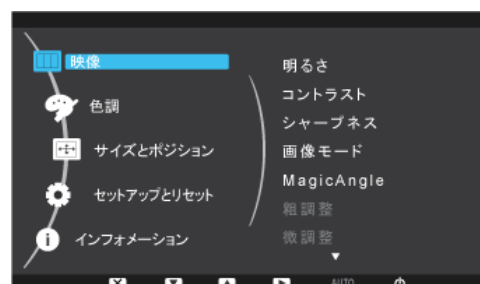 映像
色調
サイズとポジション
セットアップとリセット
インフォメーション
明るさ
コントラスト
シャープネス
画像モード
MagicAngle
粗調整
微調整
AUTO